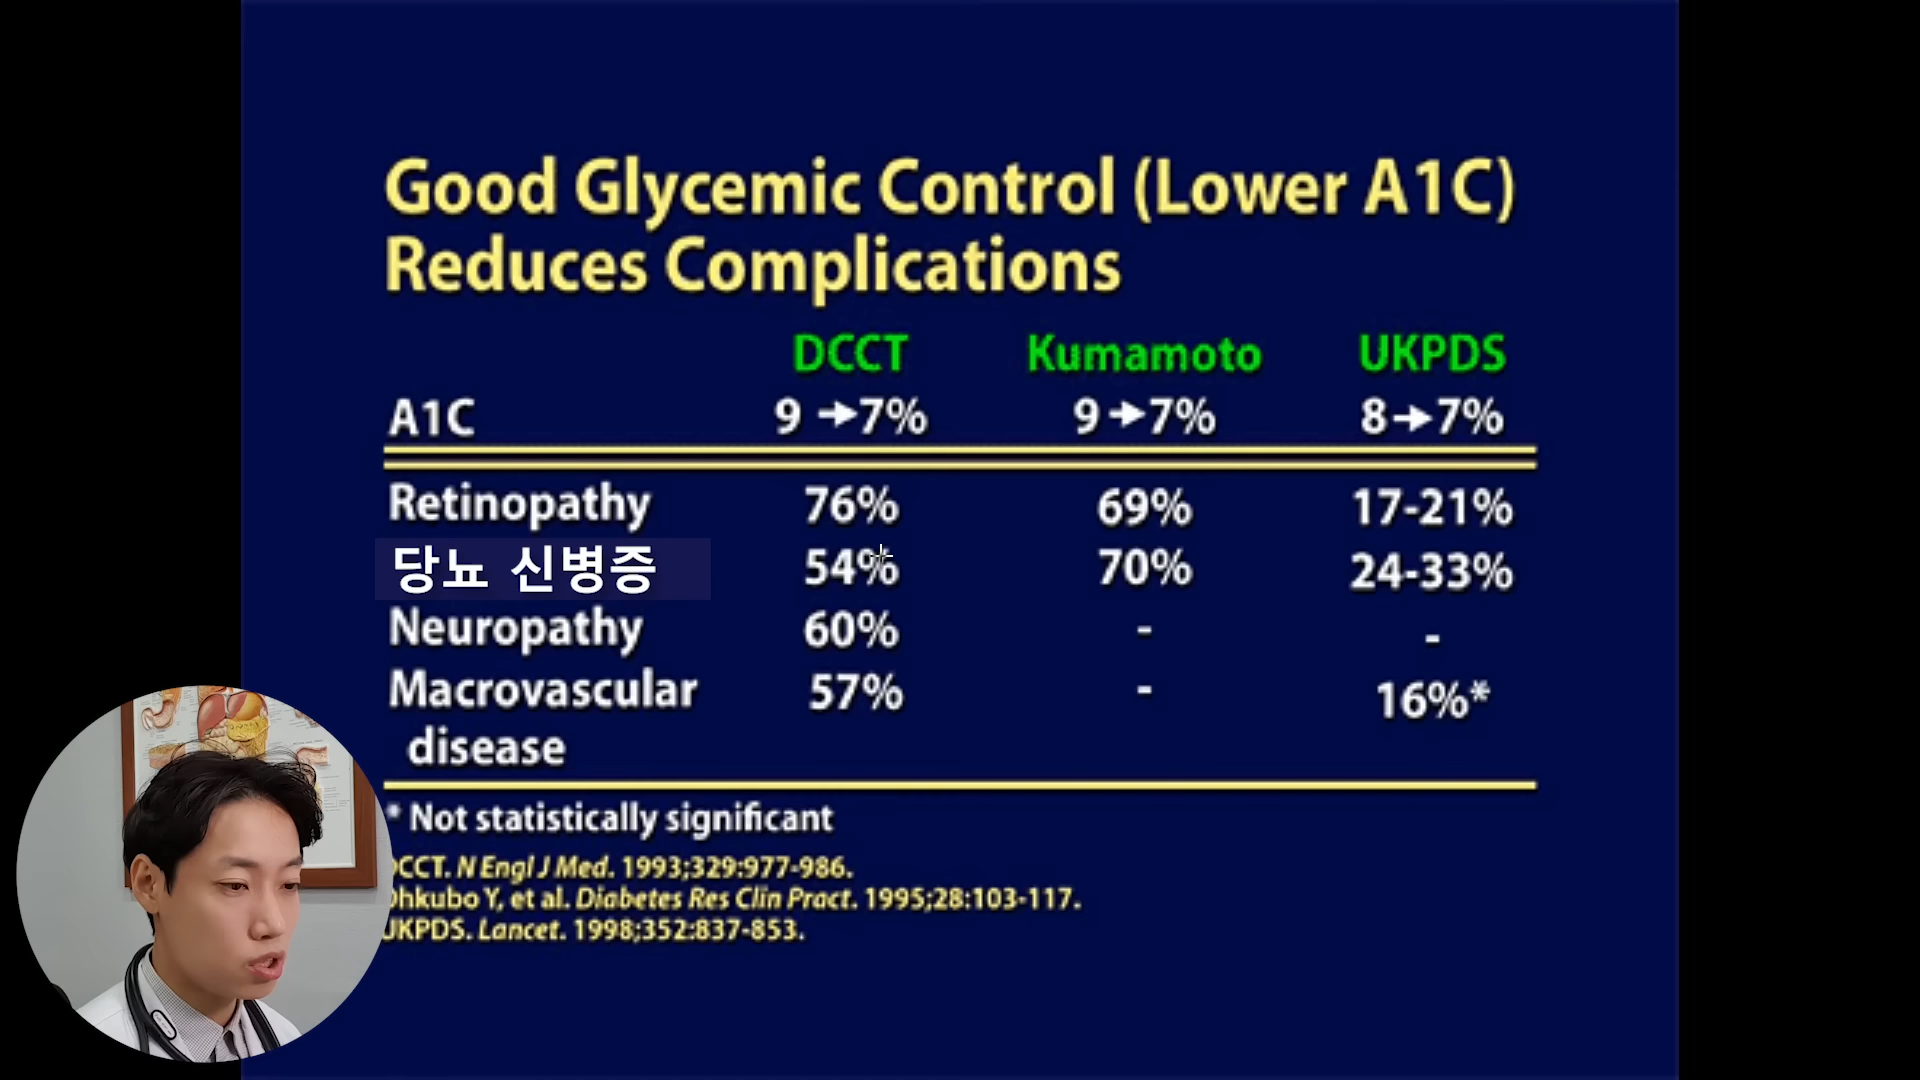 Good Glycemic Control (Lower A1C)
Reduces Complications
DCCT Kumamoto UKPDS
A1C 9 →7% 9→7% 8→7%
Retinopathy 76% 69% 17-21%
당뇨 신병증 54% 70% 24-33%
Neuropathy 60% - -
Macrovascular 57% - 16%*
disease
* Not statistically significant
DCCT. N Engl J Med. 1993;329:977-986.
Ohkubo Y, et al. Diabetes Res Clin Pract. 1995;28:103-117.
UKPDS. Lancet. 1998;352:837-853.